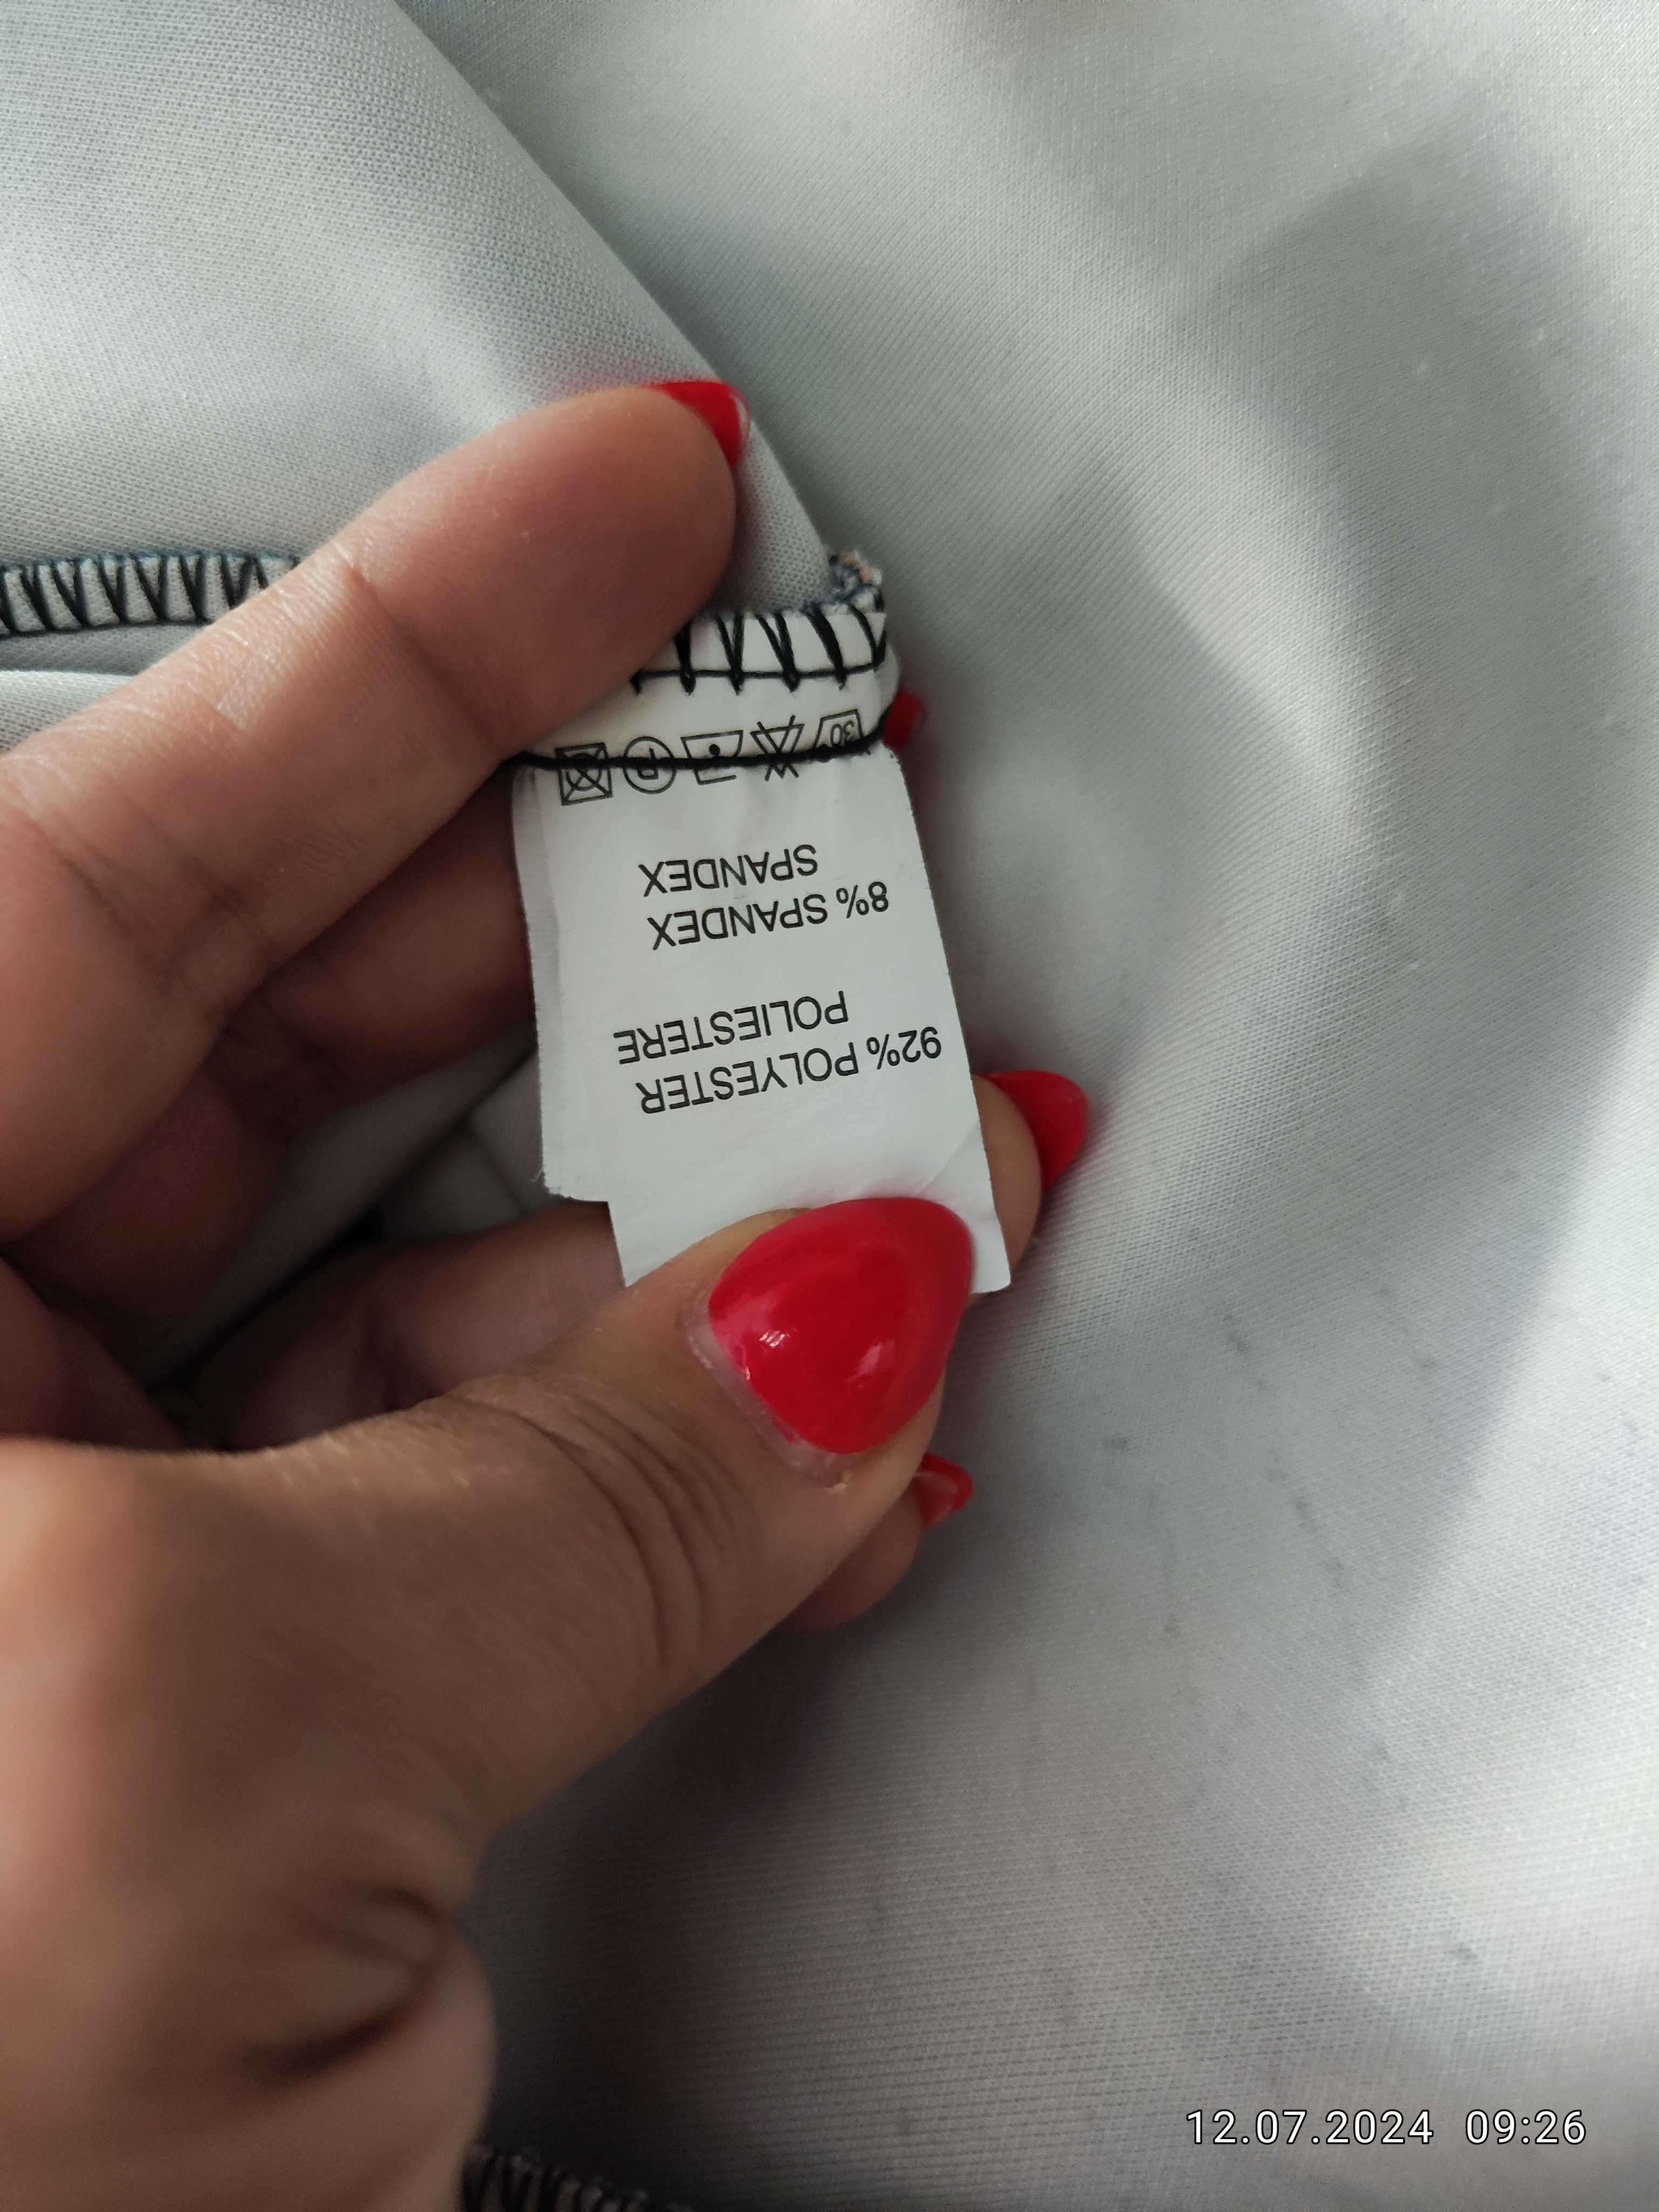 92% POLYESTER
POLIESTERE
8% SPANDEX
SPANDEX
30°
P
12.07.2024 09:26